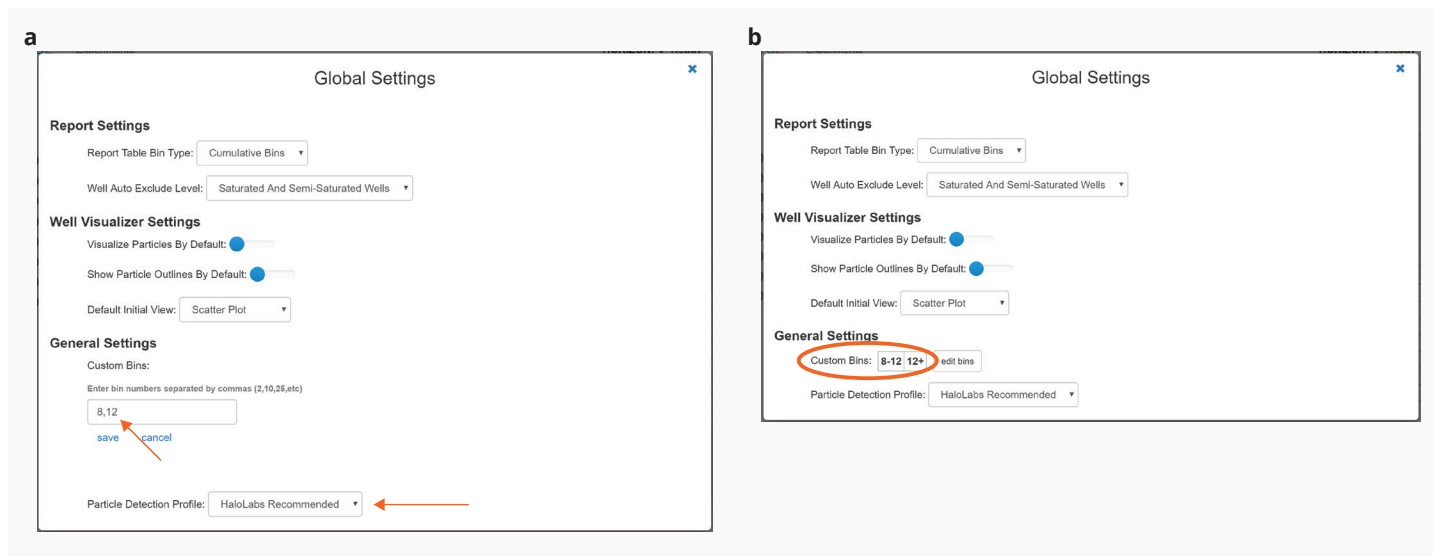 a
Global Settings
Report Settings
Report Table Bin Type: Cumulative Bins
Well Auto Exclude Level: Saturated And Semi-Saturated Wells
Well Visualizer Settings
Visualize Particles By Default:
Show Particle Outlines By Default:
Default Initial View: Scatter Plot
General Settings
Custom Bins:
Enter bin numbers separated by commas (2,10,25,etc)
8,12
save cancel
Particle Detection Profile: HaloLabs Recommended
b
Global Settings
Report Settings
Report Table Bin Type: Cumulative Bins
Well Auto Exclude Level: Saturated And Semi-Saturated Wells
Well Visualizer Settings
Visualize Particles By Default:
Show Particle Outlines By Default:
Default Initial View: Scatter Plot
General Settings
Custom Bins: 8-12 12+ edit bins
Particle Detection Profile: HaloLabs Recommended